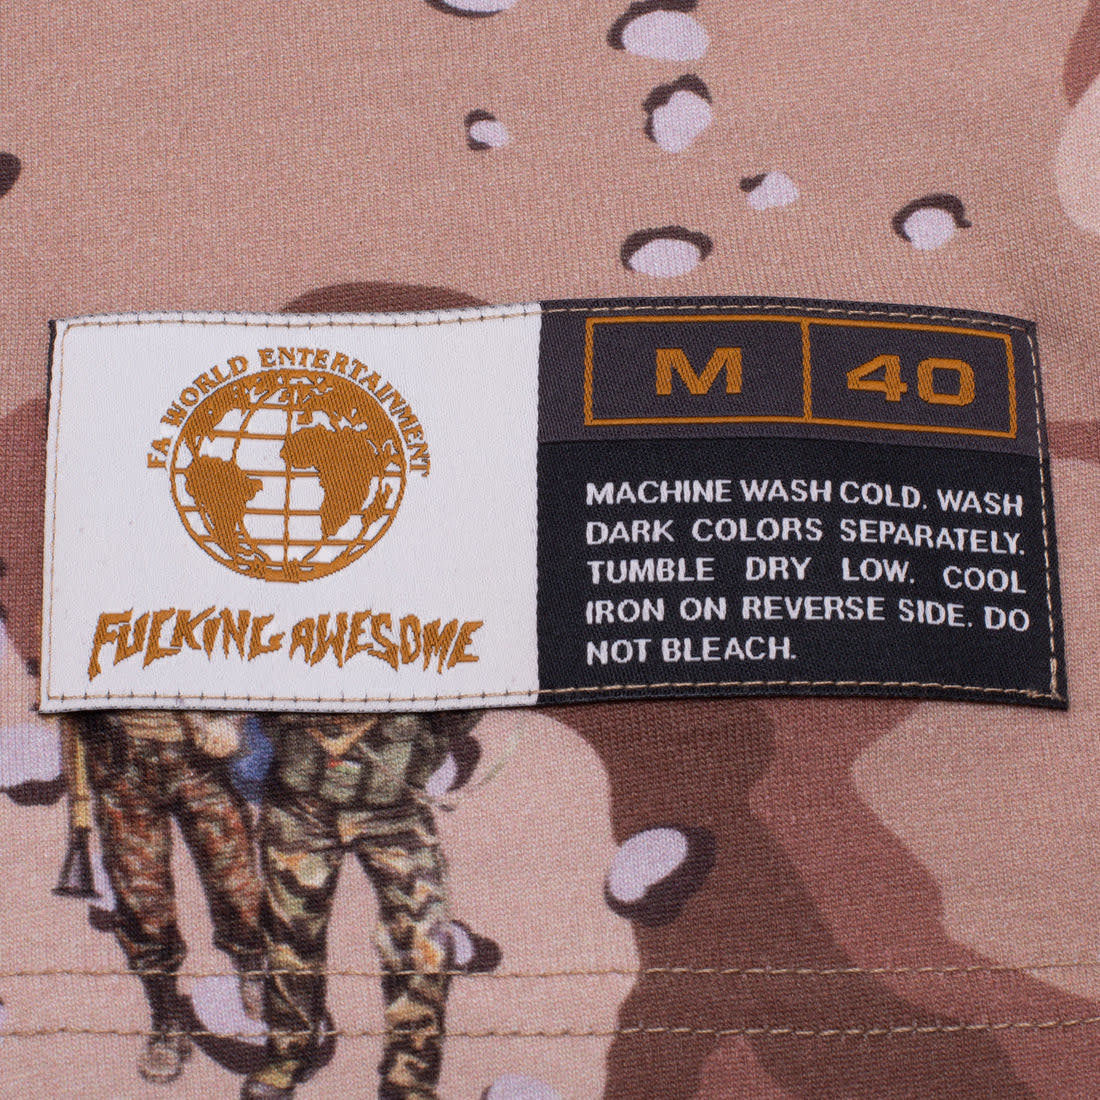 FA WORLD ENTERTAINMENT
FUCKING AWESOME
M 40
MACHINE WASH COLD. WASH
DARK COLORS SEPARATELY.
TUMBLE DRY LOW. COOL
IRON ON REVERSE SIDE. DO
NOT BLEACH.